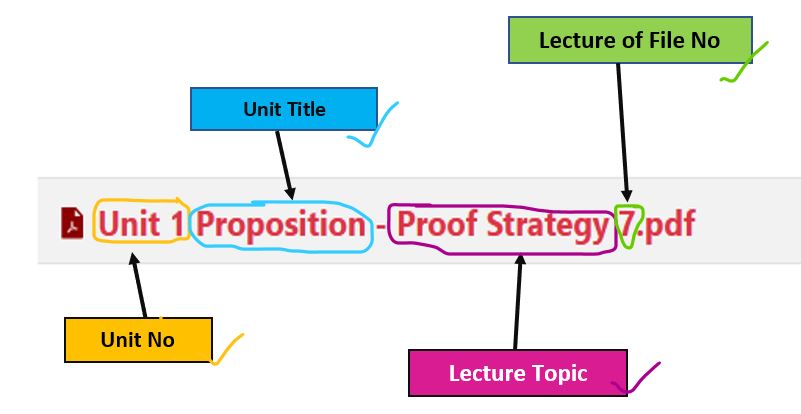 Lecture of File No
Unit Title
Unit 1 Proposition - Proof Strategy 7.pdf
Unit No
Lecture Topic